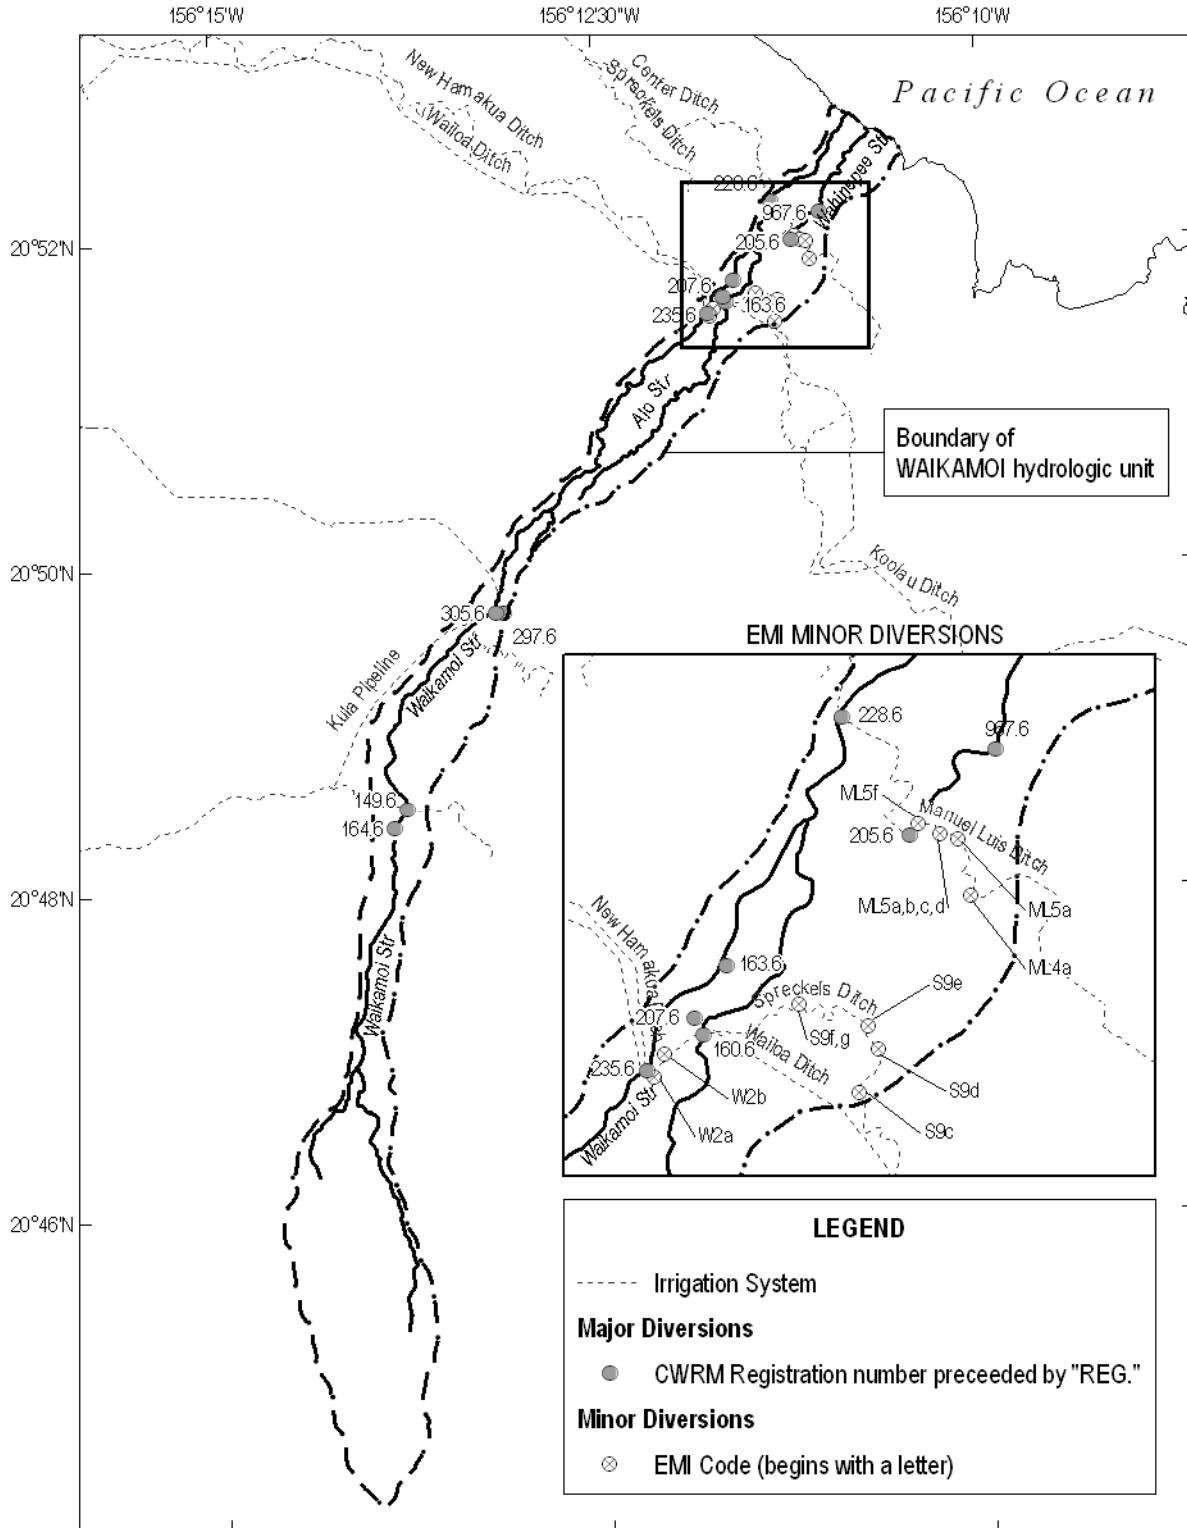 156°15'W
156°12'30"W
156°10'W
New Hamakua Ditch
Wailoa Ditch
Center Ditch
Spreckels Ditch
Pacific Ocean
Wahinepee Str
228.6
967.6
205.6
20°52'N
207.6
163.6
235.6
Alo Str
Boundary of
WAIKAMOI hydrologic unit
20°50'N
Koolau Ditch
305.6
297.6
Waikamoi Str
Kula Pipeline
EMI MINOR DIVERSIONS
228.6
967.6
ML5f
Manuel Luis Ditch
205.6
ML5a,b,c,d
ML5a
ML4a
149.6
164.6
20°48'N
New Hamakua Ditch
163.6
S9e
Spreckels Ditch
207.6
S9f,g
160.6
Wailoa Ditch
235.6
W2b
S9d
Waikamoi Str
W2a
S9c
Waikamoi Str
20°46'N
LEGEND
Irrigation System
Major Diversions
CWRM Registration number preceeded by "REG."
Minor Diversions
EMI Code (begins with a letter)